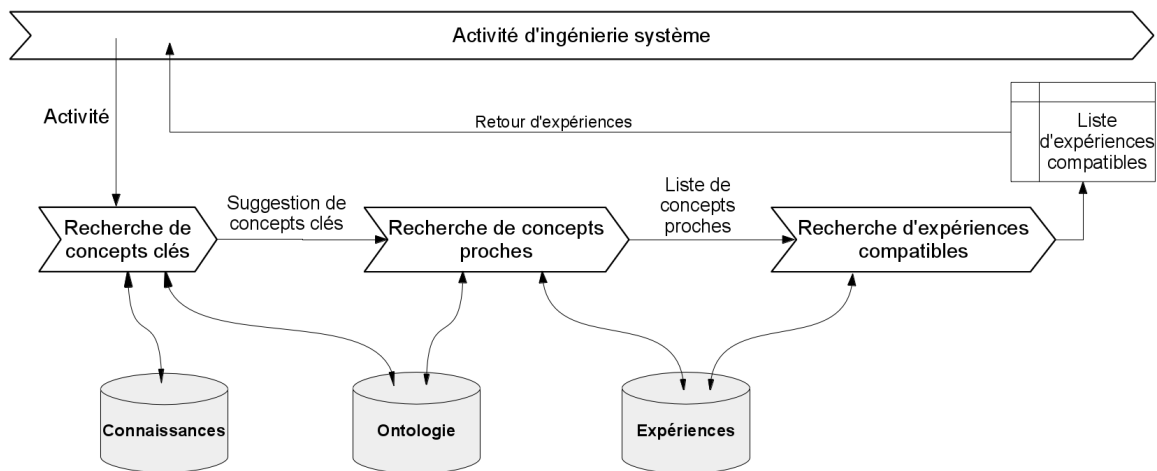 Activité d'ingénierie système
Activité
Retour d'expériences
Liste
d'expériences
compatibles
Suggestion de
concepts clés
Liste de
concepts
proches
Recherche de
concepts clés
Recherche de concepts
proches
Recherche d'expériences
compatibles
Connaissances
Ontologie
Expériences